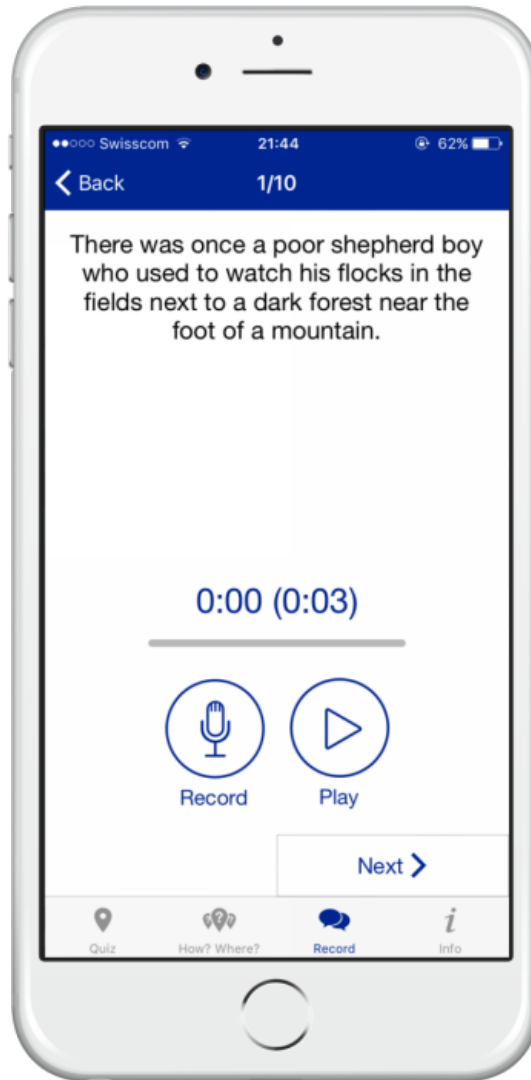 Swisscom 21:44 62%
Back 1/10
There was once a poor shepherd boy
who used to watch his flocks in the
fields next to a dark forest near the
foot of a mountain.
0:00 (0:03)
Record Play
Next
Quiz How? Where? Record Info